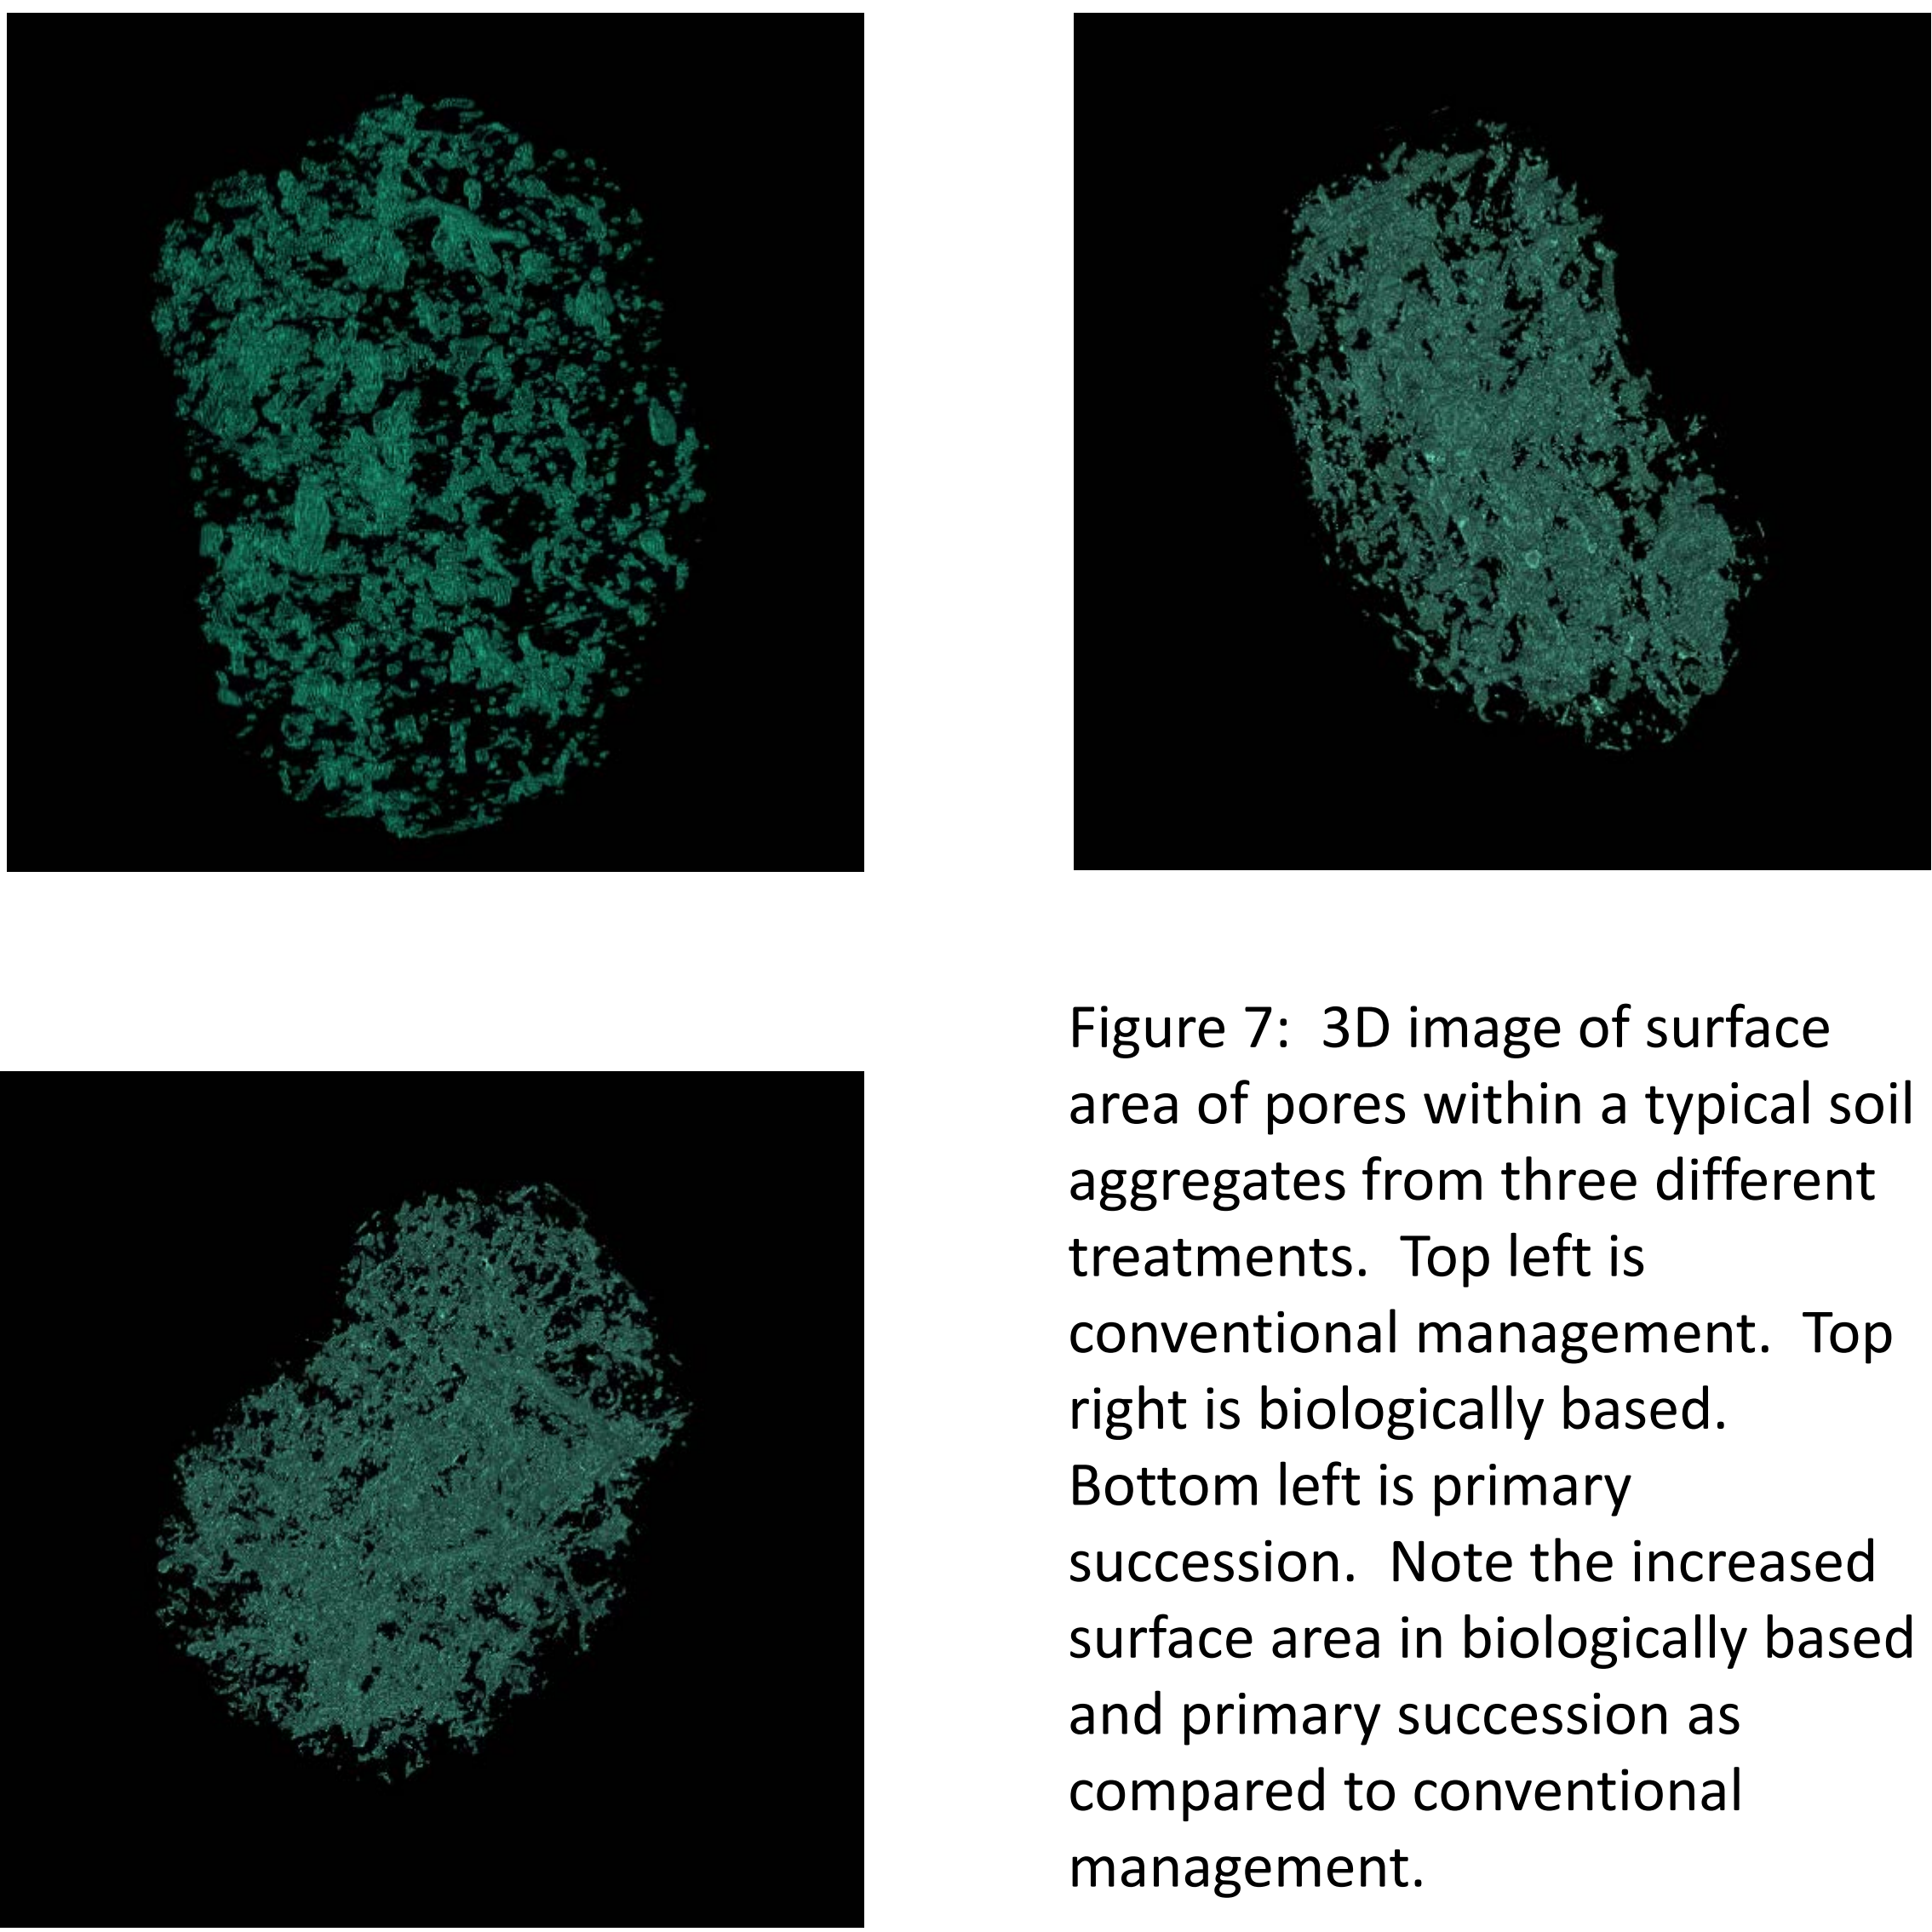 Figure 7:  3D image of surface
area of pores within a typical soil
aggregates from three different
treatments.  Top left is
conventional management.  Top
right is biologically based.
Bottom left is primary
succession.  Note the increased
surface area in biologically based
and primary succession as
compared to conventional
management.